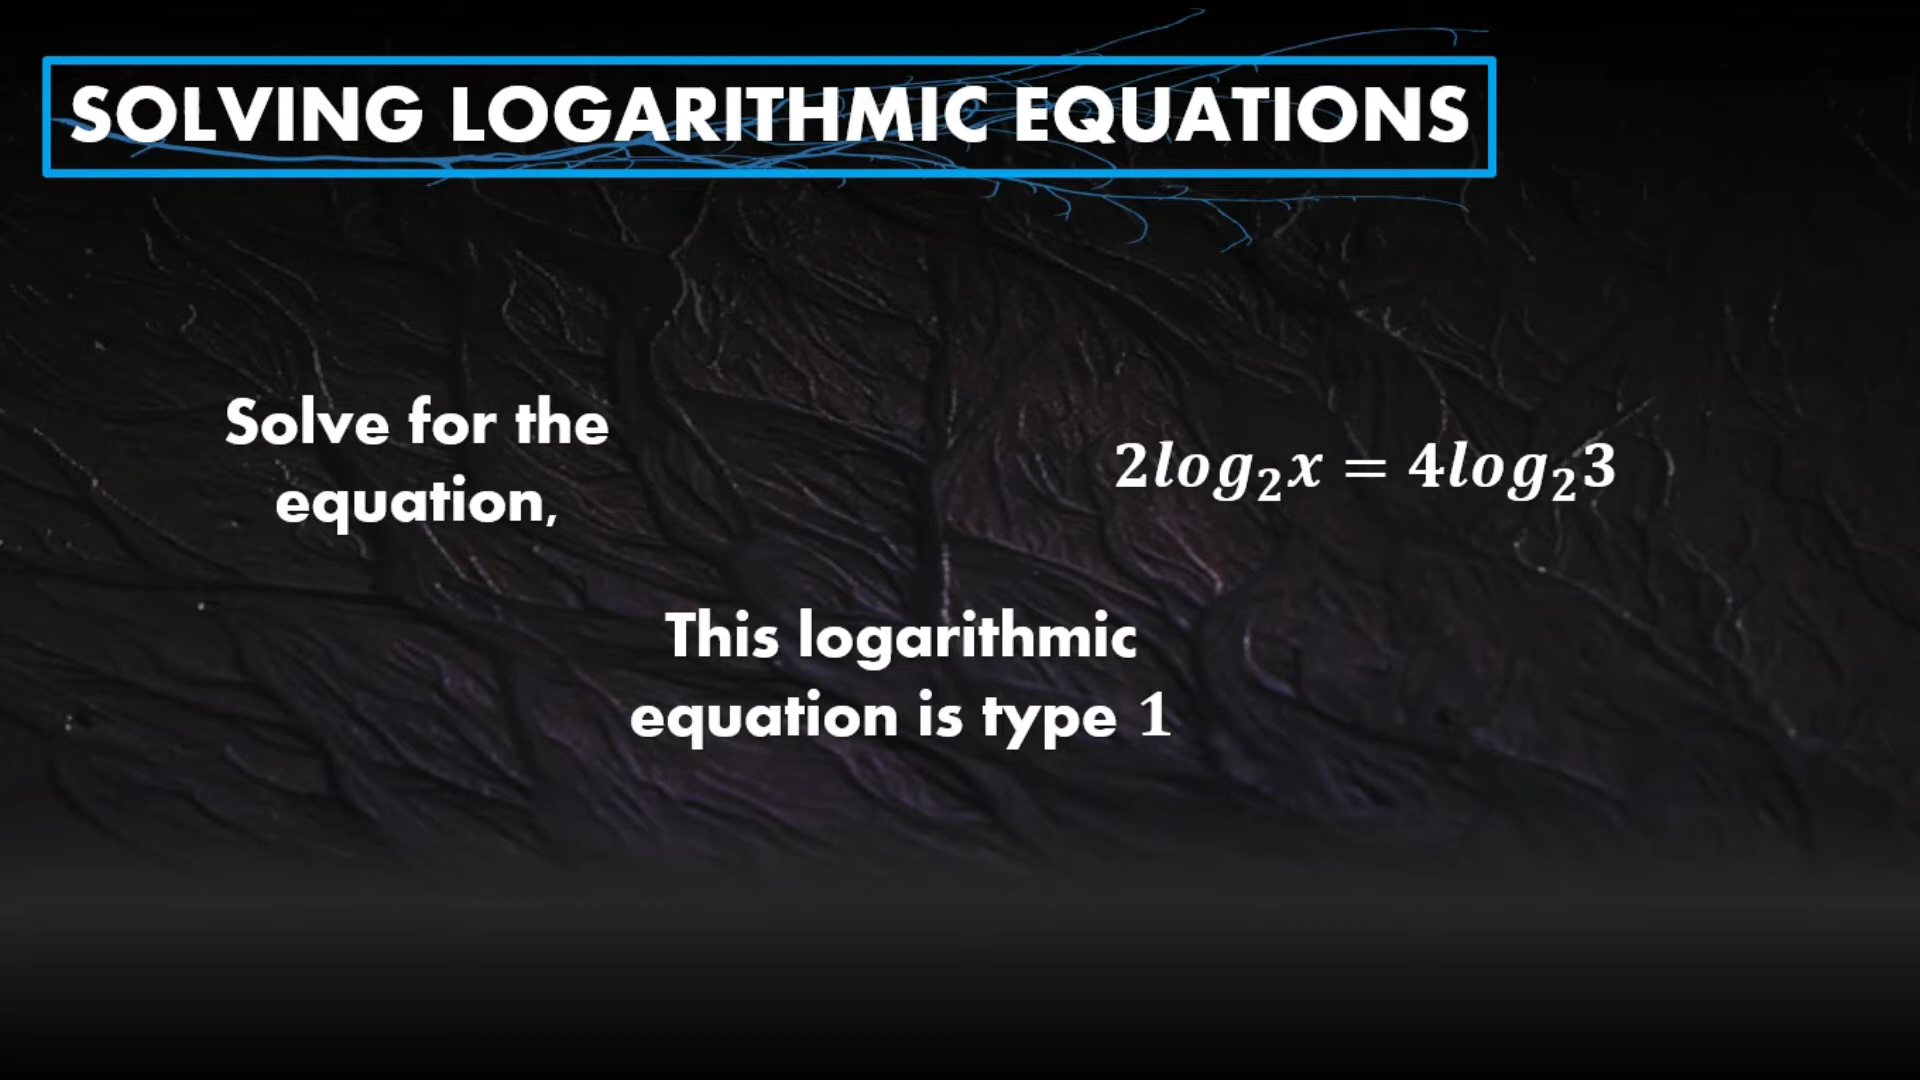 SOLVING LOGARITHMIC EQUATIONS
Solve for the
equation,
2log₂x = 4log₂3
This logarithmic
equation is type 1